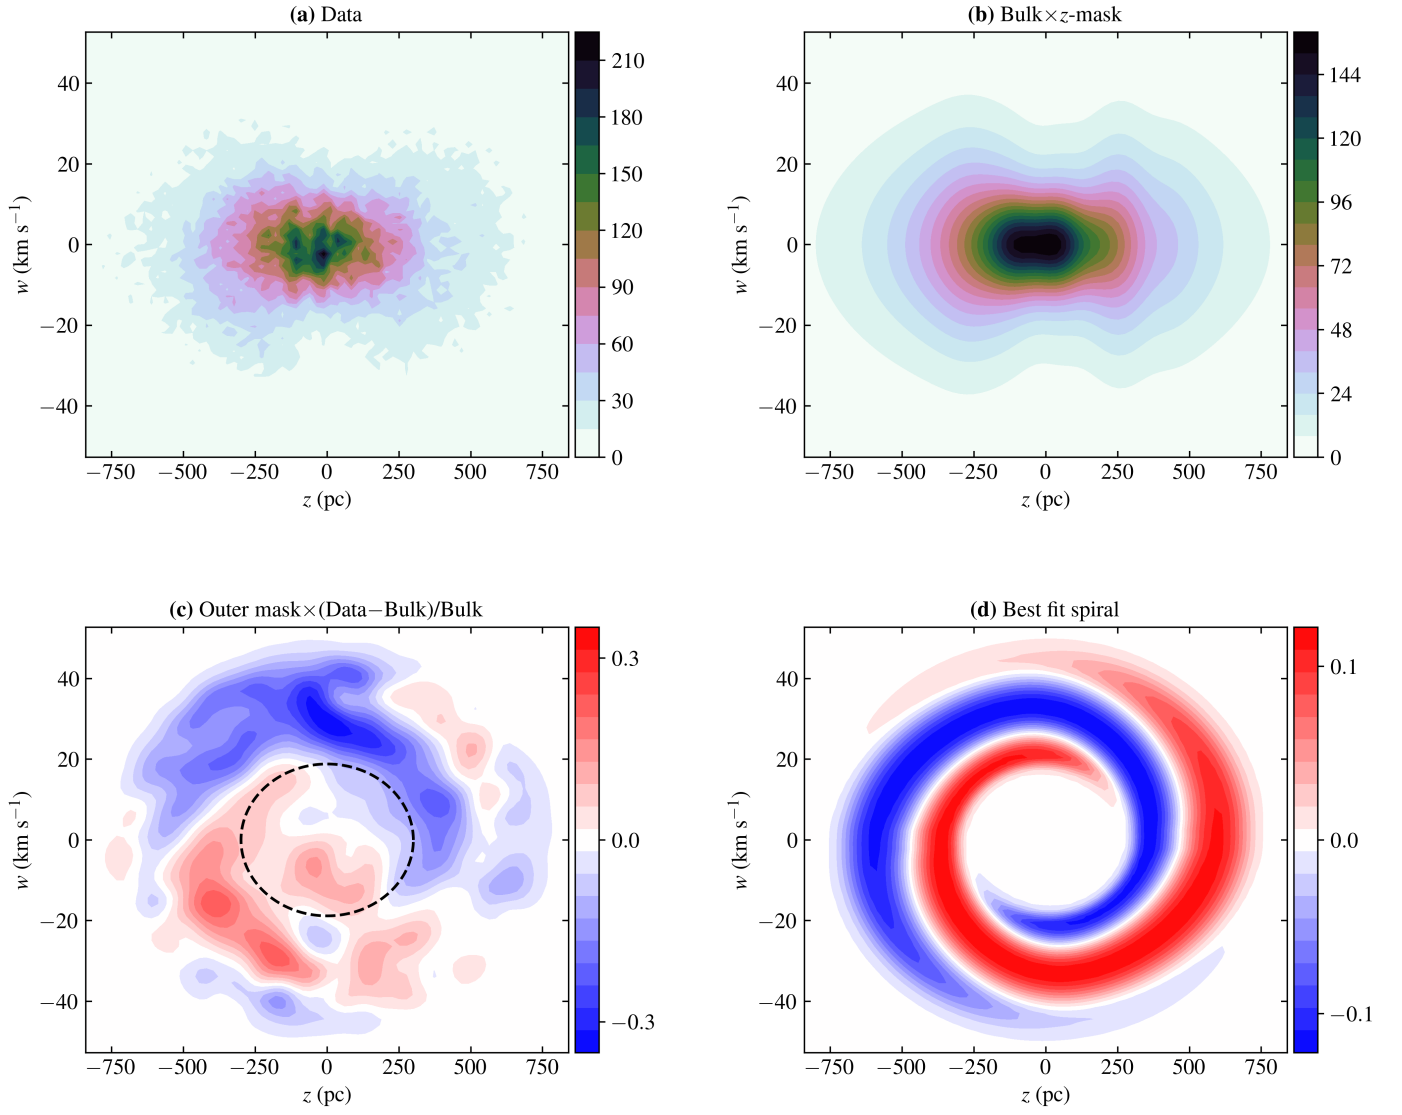 (a) Data
40
20
0
−20
−40
w (km s⁻¹)
−750 −500 −250 0 250 500 750
z (pc)
210
180
150
120
90
60
30
0
(b) Bulk×z-mask
40
20
0
−20
−40
w (km s⁻¹)
−750 −500 −250 0 250 500 750
z (pc)
144
120
96
72
48
24
0
(c) Outer mask×(Data−Bulk)/Bulk
40
20
0
−20
−40
w (km s⁻¹)
−750 −500 −250 0 250 500 750
z (pc)
0.3
0.0
−0.3
(d) Best fit spiral
40
20
0
−20
−40
w (km s⁻¹)
−750 −500 −250 0 250 500 750
z (pc)
0.1
0.0
−0.1